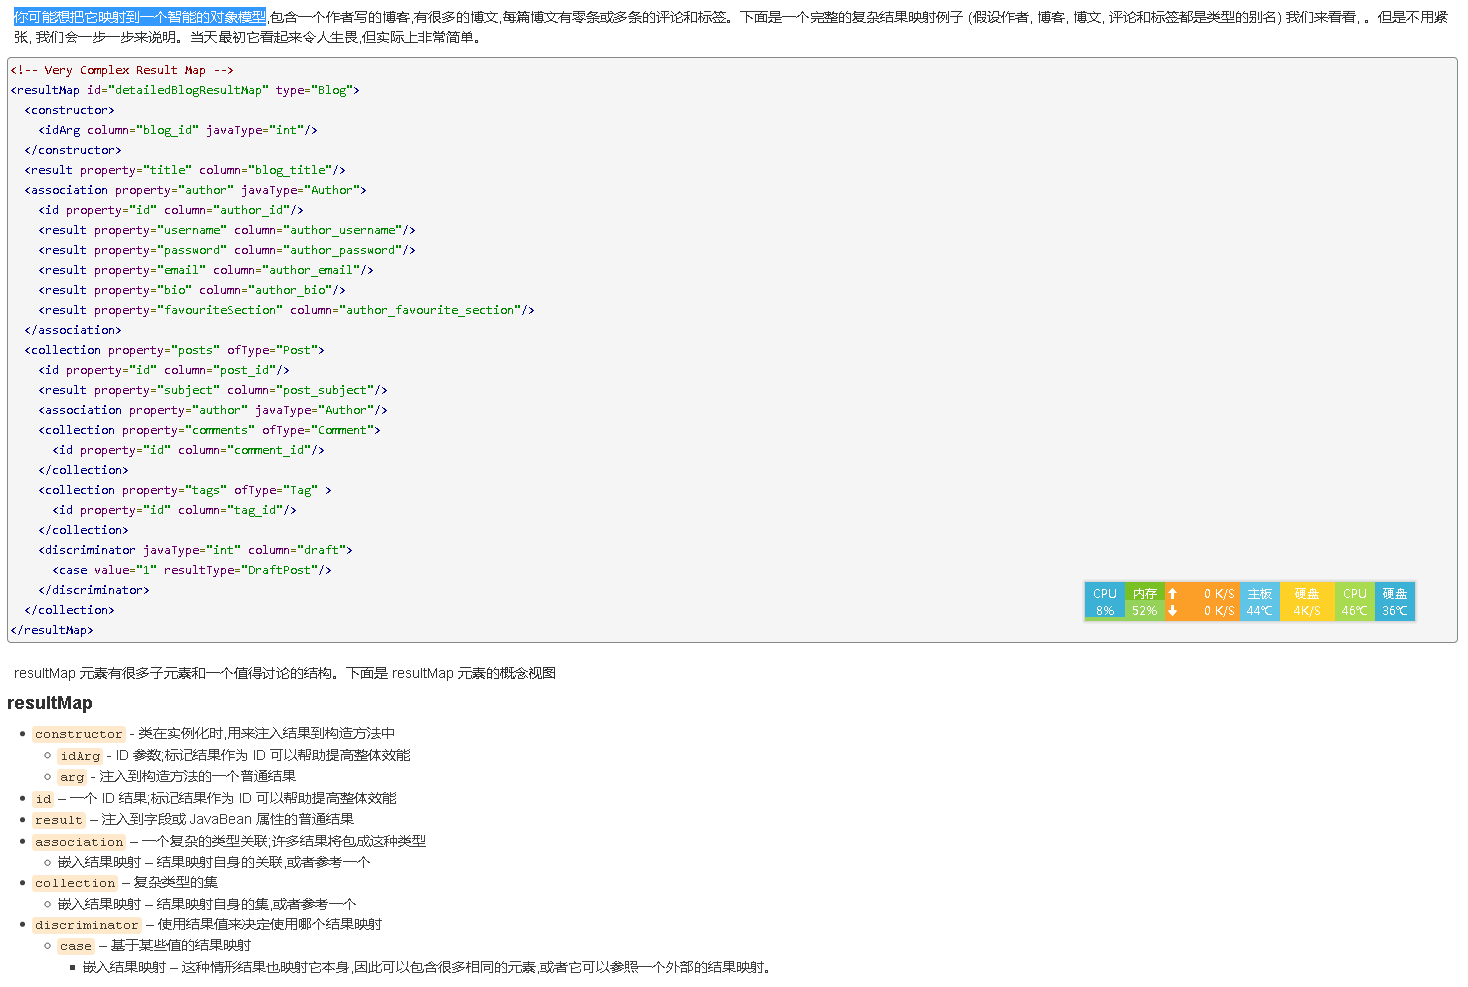 你可能想把它映射到一个智能的对象模型,包含一个作者写的博客,有很多的博文,每篇博文有零条或多条的评论和标签。下面是一个完整的复杂结果映射例子 (假设作者, 博客, 博文, 评论和标签都是类型的别名) 我们来看看, 。但是不用紧
张, 我们会一步一步来说明。当天最初它看起来令人生畏,但实际上非常简单。
<!-- Very Complex Result Map -->
<resultMap id="detailedBlogResultMap" type="Blog">
<constructor>
<idArg column="blog_id" javaType="int"/>
</constructor>
<result property="title" column="blog_title"/>
<association property="author" javaType="Author">
<id property="id" column="author_id"/>
<result property="username" column="author_username"/>
<result property="password" column="author_password"/>
<result property="email" column="author_email"/>
<result property="bio" column="author_bio"/>
<result property="favouriteSection" column="author_favourite_section"/>
</association>
<collection property="posts" ofType="Post">
<id property="id" column="post_id"/>
<result property="subject" column="post_subject"/>
<association property="author" javaType="Author"/>
<collection property="comments" ofType="Comment">
<id property="id" column="comment_id"/>
</collection>
<collection property="tags" ofType="Tag" >
<id property="id" column="tag_id"/>
</collection>
<discriminator javaType="int" column="draft">
<case value="1" resultType="DraftPost"/>
</discriminator>
</collection>
</resultMap>
CPU 内存 ↑ 0 K/S 主板 硬盘 CPU 硬盘
8% 52% ↓ 0 K/S 44℃ 4K/S 46℃ 36℃
resultMap 元素有很多子元素和一个值得讨论的结构。下面是 resultMap 元素的概念视图
resultMap
constructor - 类在实例化时,用来注入结果到构造方法中
idArg - ID 参数;标记结果作为 ID 可以帮助提高整体效能
arg - 注入到构造方法的一个普通结果
id – 一个 ID 结果;标记结果作为 ID 可以帮助提高整体效能
result – 注入到字段或 JavaBean 属性的普通结果
association – 一个复杂的类型关联;许多结果将包成这种类型
嵌入结果映射 – 结果映射自身的关联,或者参考一个
collection – 复杂类型的集
嵌入结果映射 – 结果映射自身的集,或者参考一个
discriminator – 使用结果值来决定使用哪个结果映射
case – 基于某些值的结果映射
嵌入结果映射 – 这种情形结果也映射它本身,因此可以包含很多相同的元素,或者它可以参照一个外部的结果映射。